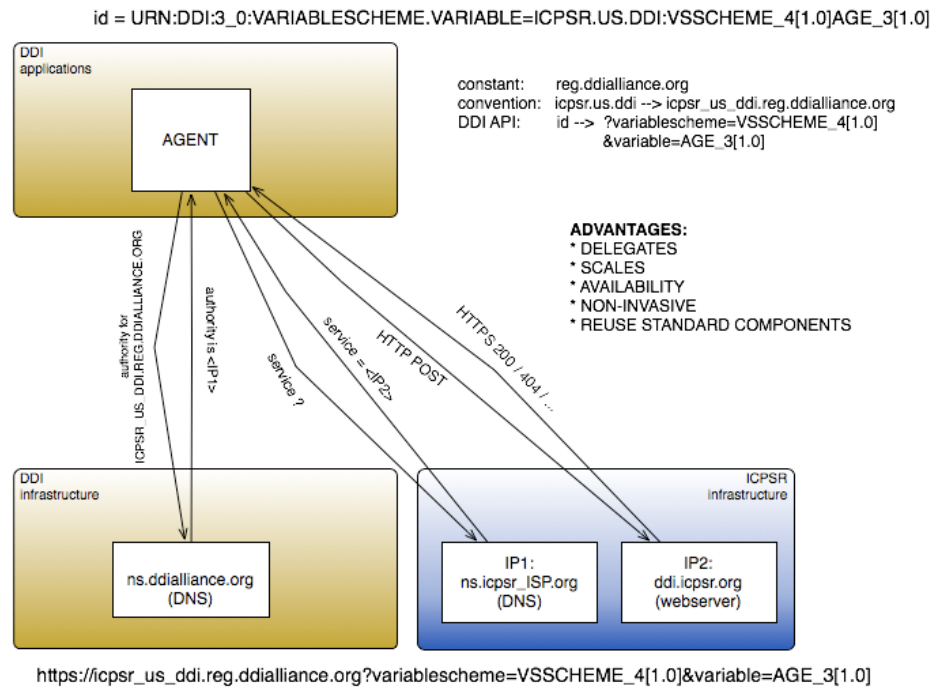 id = URN:DDI:3_0:VARIABLESCHEME.VARIABLE=ICPSR.US.DDI:VSSCHEME_4[1.0]AGE_3[1.0]
DDI
applications
AGENT
constant: reg.ddialliance.org
convention: icpsr.us.ddi --> icpsr_us_ddi.reg.ddialliance.org
DDI API: id --> ?variablescheme=VSSCHEME_4[1.0]
&variable=AGE_3[1.0]
ADVANTAGES:
* DELEGATES
* SCALES
* AVAILABILITY
* NON-INVASIVE
* REUSE STANDARD COMPONENTS
authority for
ICPSR_US_DDI.REG.DDIALLIANCE.ORG
authority is <IP1>
service ?
service = <IP2>
HTTP POST
HTTPS 200 / 404 / ...
DDI
infrastructure
ns.ddialliance.org
(DNS)
ICPSR
infrastructure
IP1:
ns.icpsr_ISP.org
(DNS)
IP2:
ddi.icpsr.org
(webserver)
https://icpsr_us_ddi.reg.ddialliance.org?variablescheme=VSSCHEME_4[1.0]&variable=AGE_3[1.0]